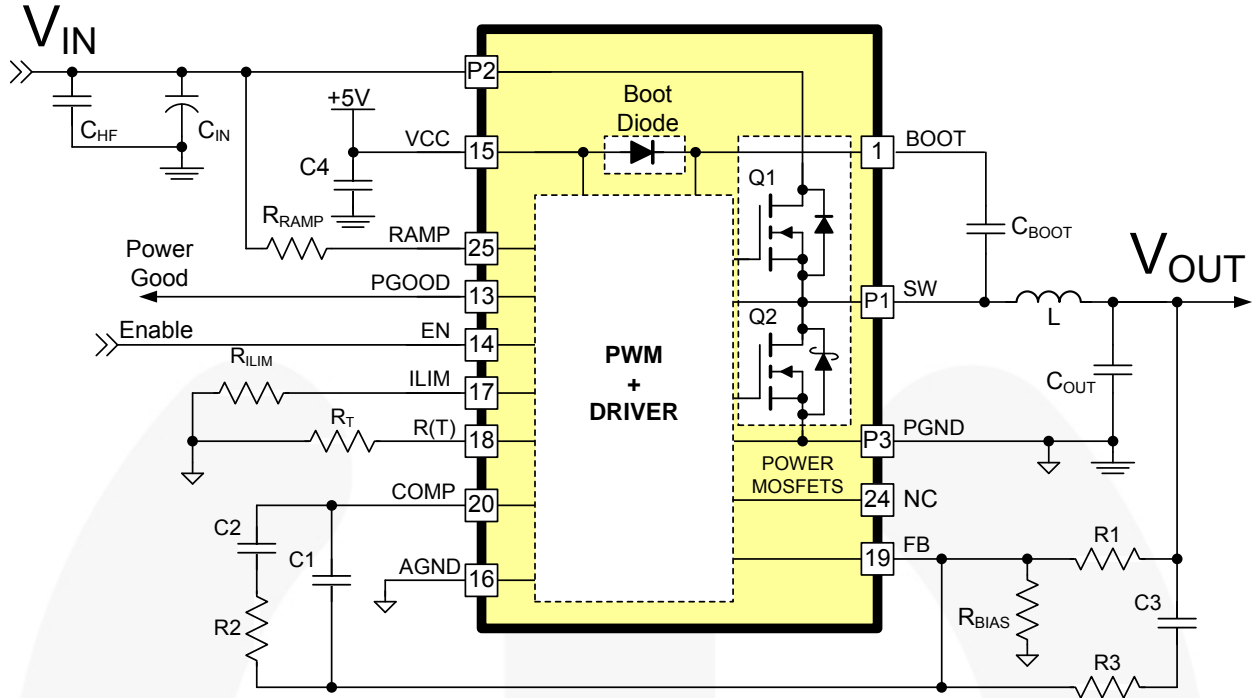 VIN
P2
CHF
CIN
+5V
VCC
15
C4
Boot
Diode
1
BOOT
Q1
RRAMP
RAMP
25
CBOOT
Power
Good
PGOOD
13
VOUT
P1
SW
L
Enable
EN
14
Q2
PWM
+
DRIVER
RILIM
ILIM
17
COUT
RT
R(T)
18
P3
PGND
POWER
MOSFETS
COMP
20
24
NC
C2
C1
19
FB
R1
AGND
16
R2
RBIAS
C3
R3